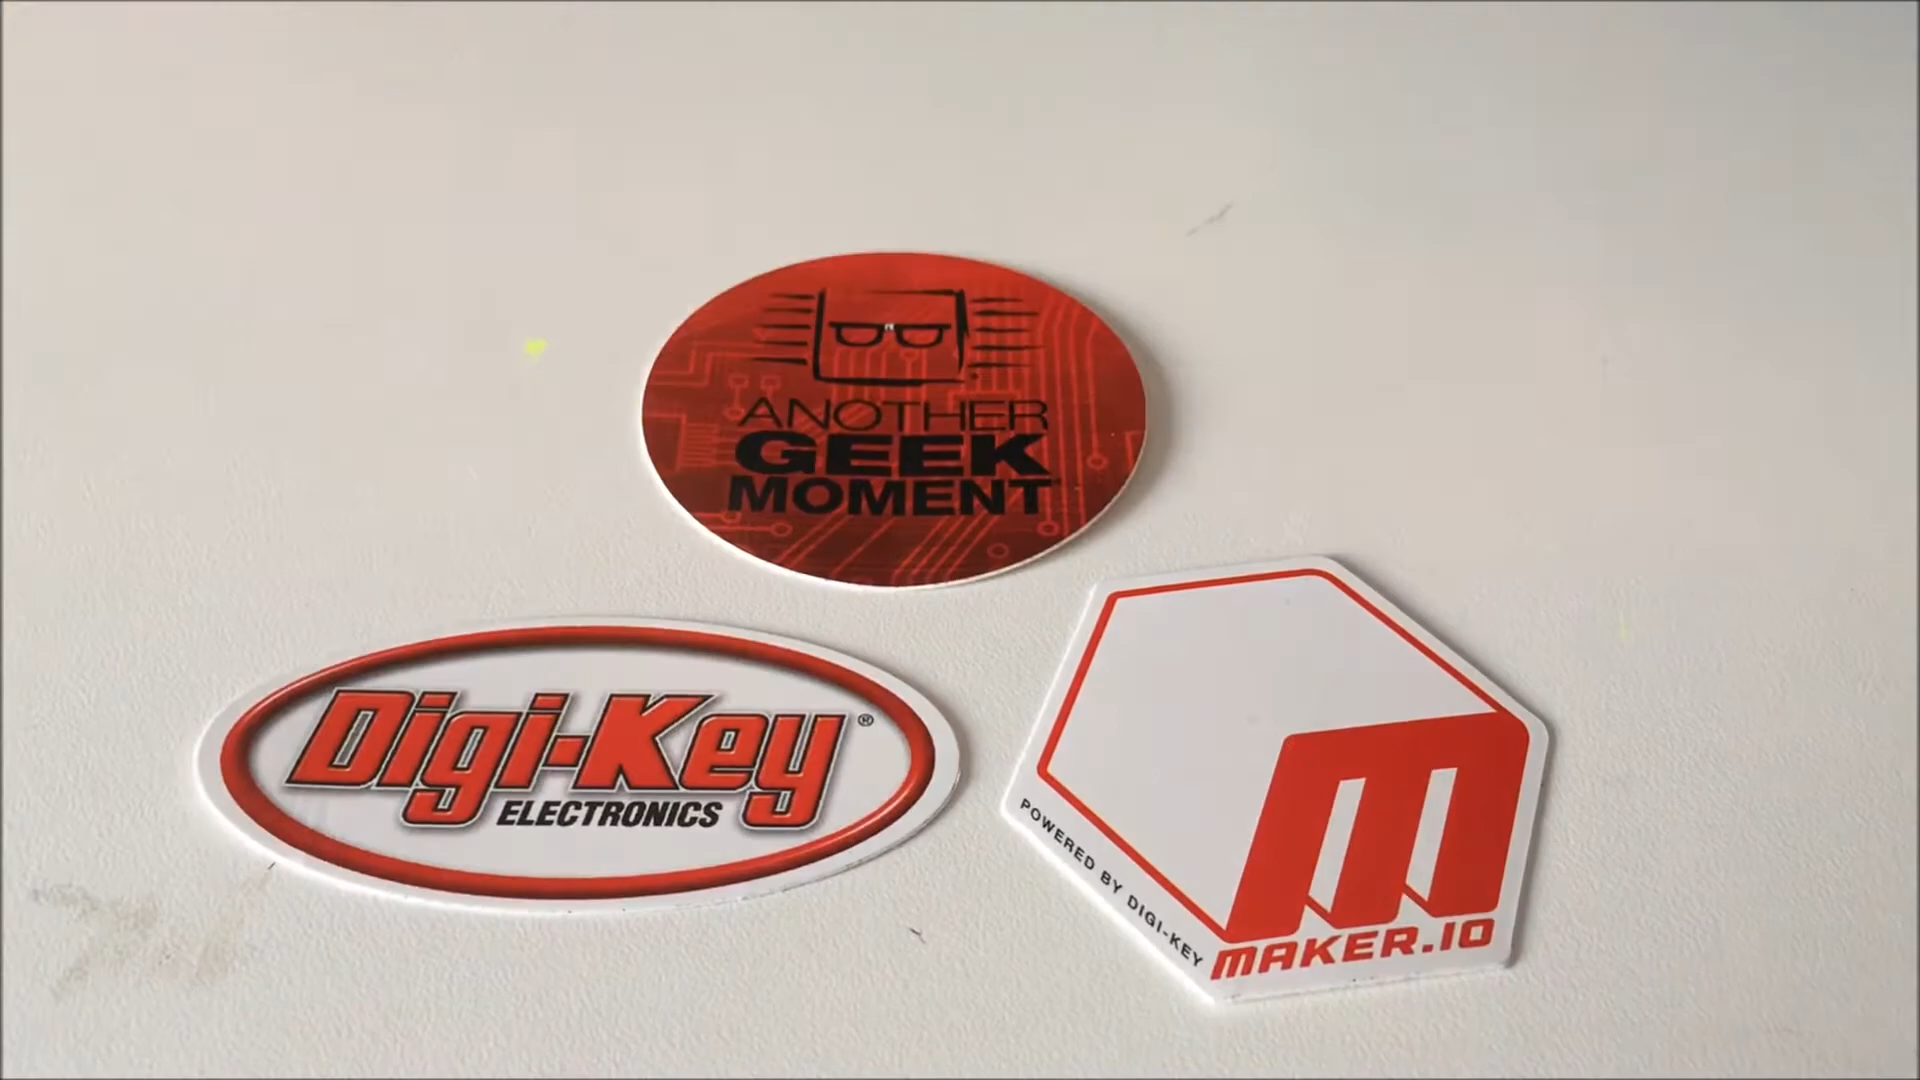 ANOTHER
GEEK
MOMENT
Digi-Key®
ELECTRONICS
POWERED BY DIGI-KEY
MAKER.IO